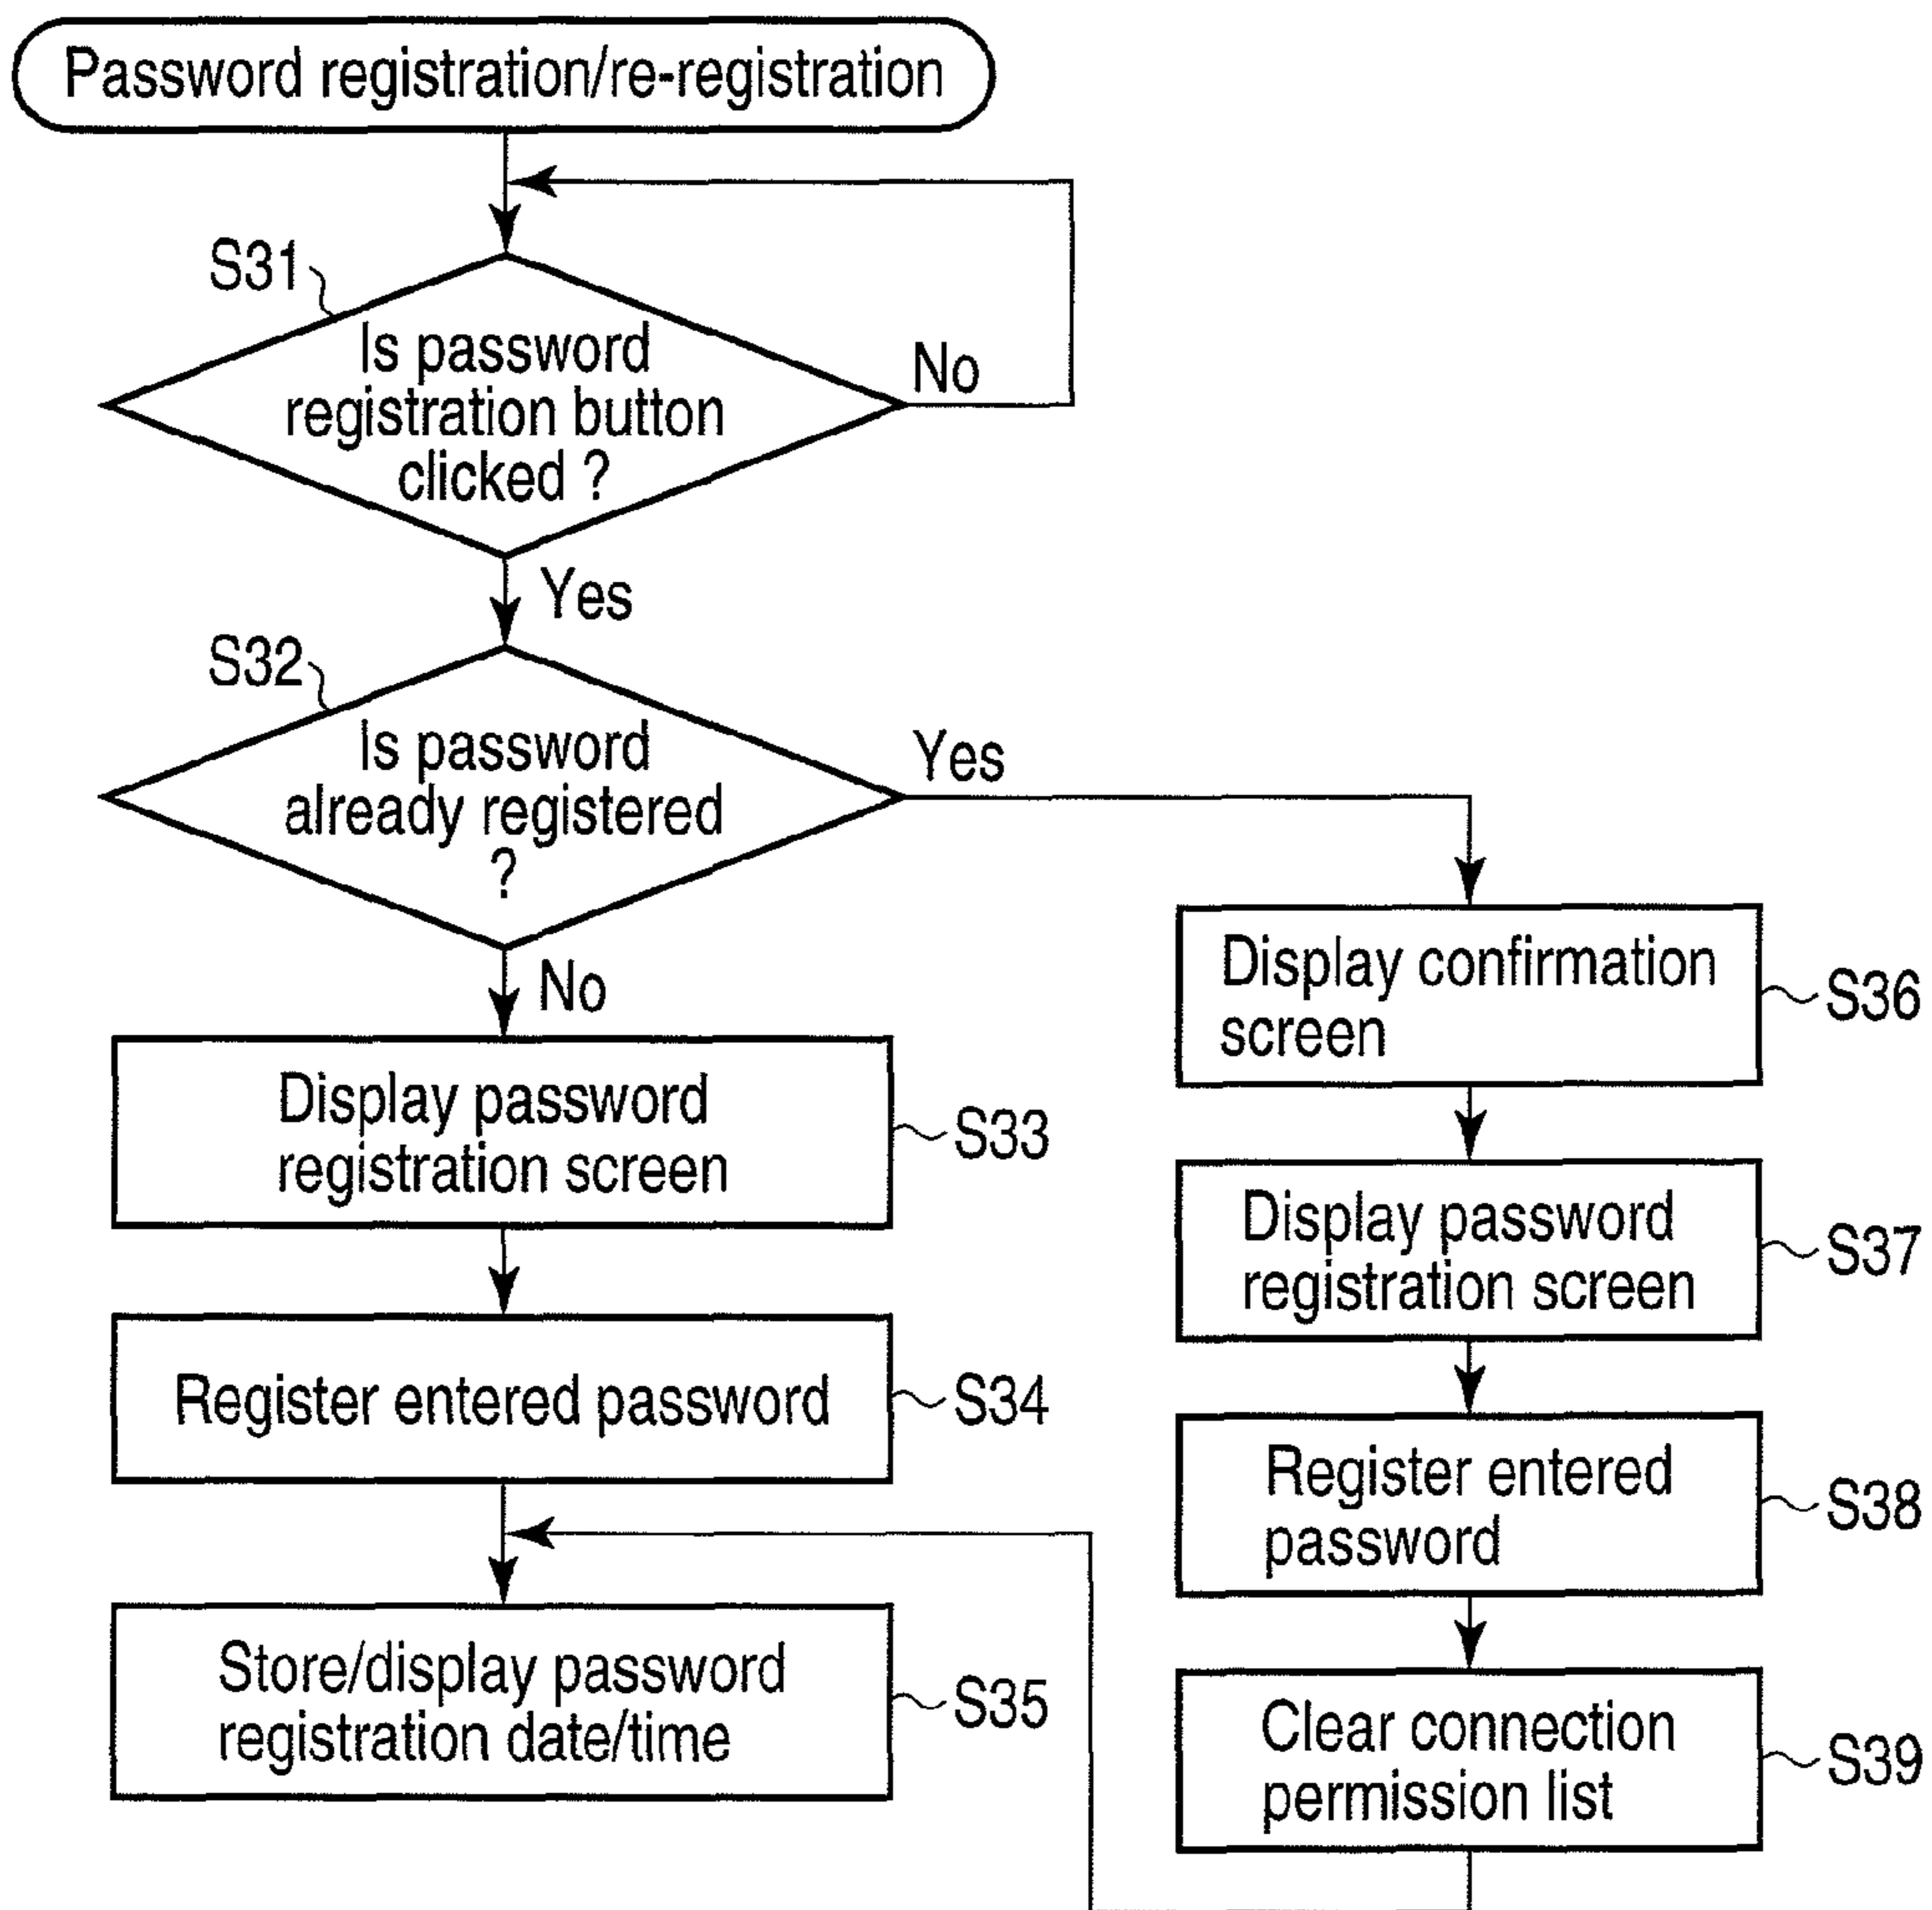 Password registration/re-registration
S31
Is password
registration button
clicked ?
No
Yes
S32
Is password
already registered
?
Yes
No
Display password
registration screen
S33
Register entered password
S34
Store/display password
registration date/time
S35
Display confirmation
screen
S36
Display password
registration screen
S37
Register entered
password
S38
Clear connection
permission list
S39